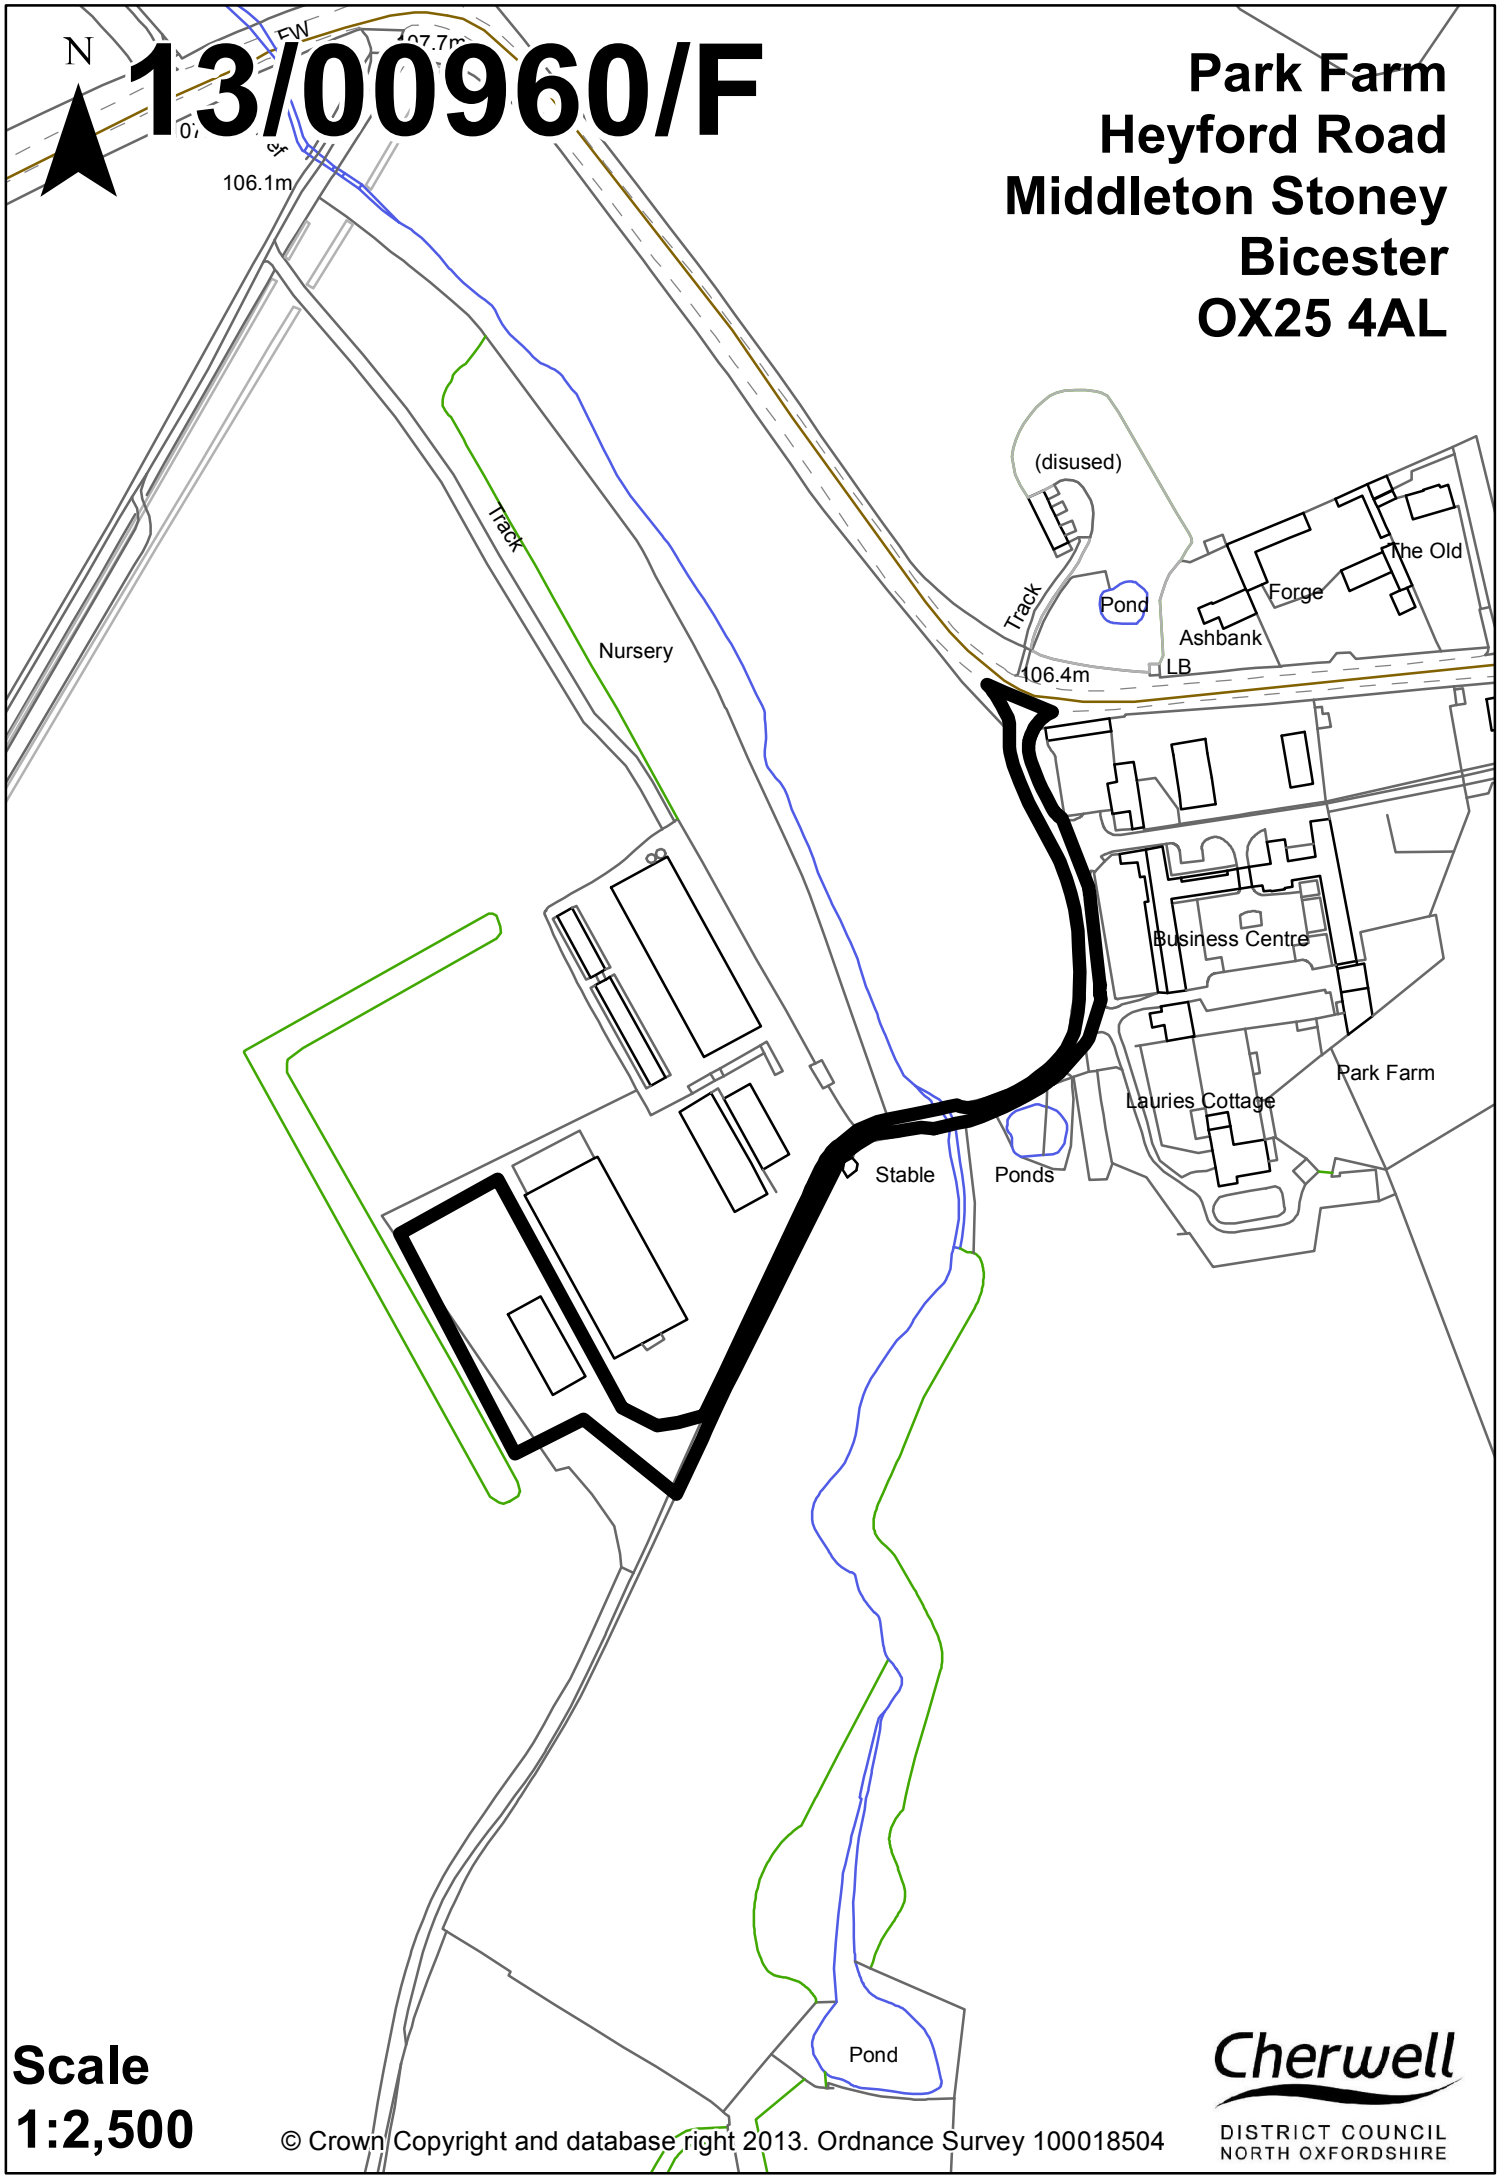 N
13/00960/F
Park Farm
Heyford Road
Middleton Stoney
Bicester
OX25 4AL
106.1m
(disused)
The Old
Track
Forge
Track
Pond
Ashbank
Nursery
LB
106.4m
Business Centre
Park Farm
Lauries Cottage
Stable
Ponds
Pond
Scale
1:2,500
© Crown Copyright and database right 2013. Ordnance Survey 100018504
Cherwell
DISTRICT COUNCIL
NORTH OXFORDSHIRE